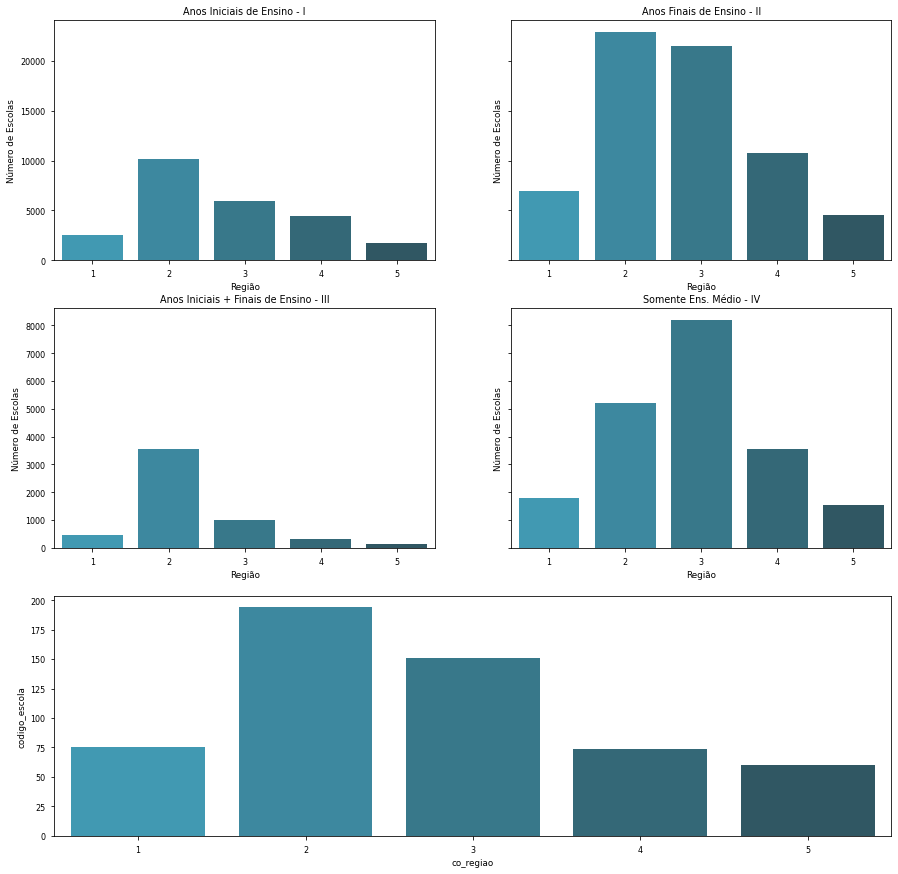 Anos Iniciais de Ensino - I
Número de Escolas
20000
15000
10000
5000
0
1 2 3 4 5
Região
Anos Finais de Ensino - II
Número de Escolas
1 2 3 4 5
Região
Anos Iniciais + Finais de Ensino - III
Número de Escolas
8000
7000
6000
5000
4000
3000
2000
1000
0
1 2 3 4 5
Região
Somente Ens. Médio - IV
Número de Escolas
1 2 3 4 5
Região
codigo_escola
200
175
150
125
100
75
50
25
0
1 2 3 4 5
co_regiao